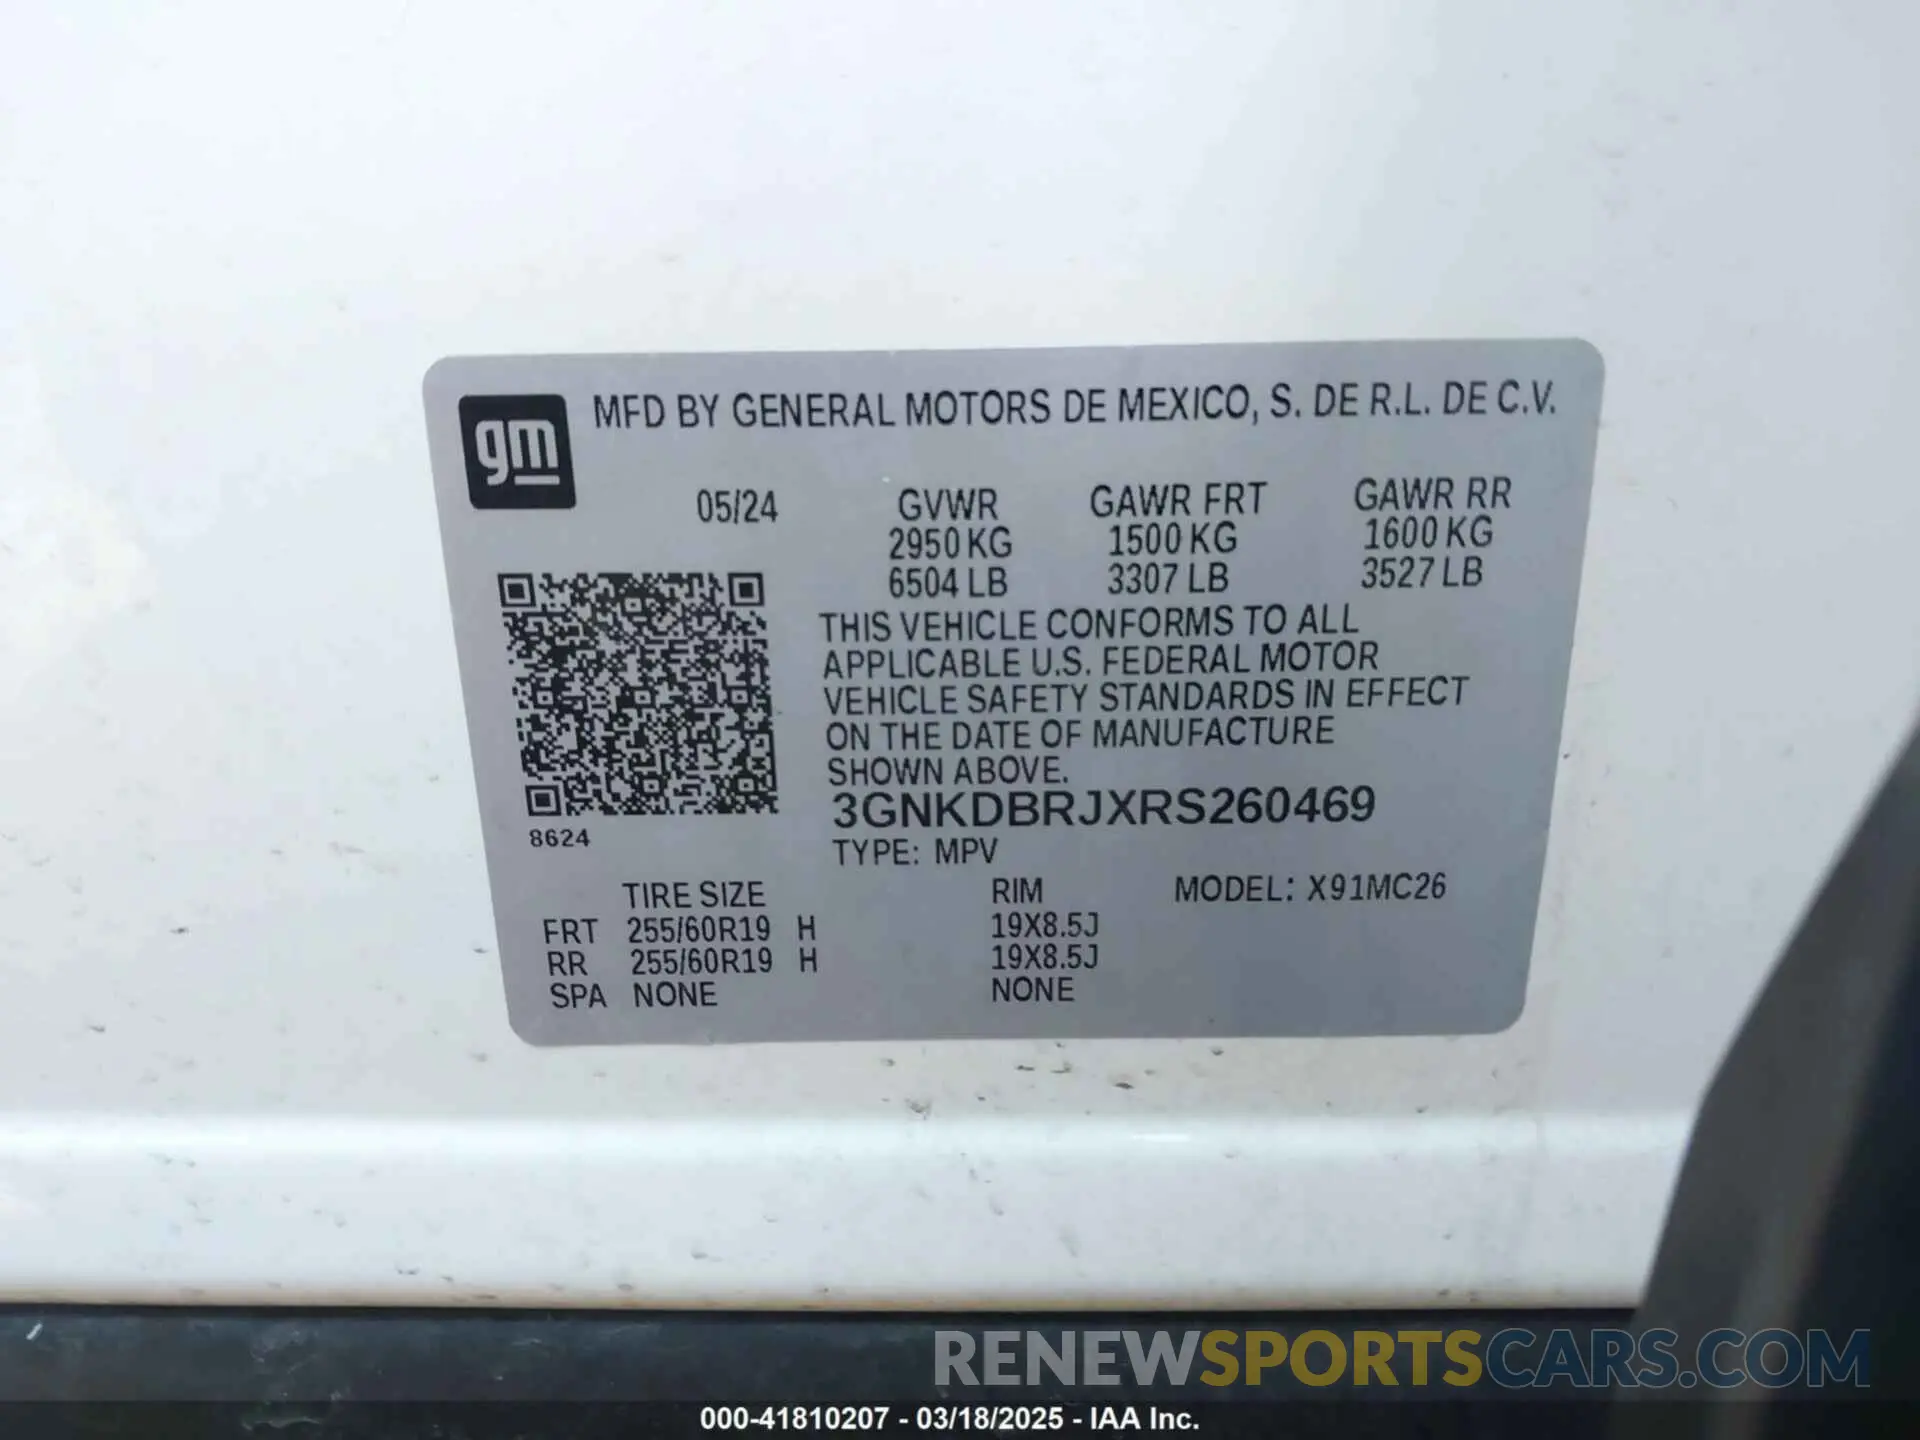 gm
MFD BY GENERAL MOTORS DE MEXICO, S. DE R.L. DE C.V.
05/24 GVWR GAWR FRT GAWR RR
2950 KG 1500 KG 1600 KG
6504 LB 3307 LB 3527 LB
THIS VEHICLE CONFORMS TO ALL
APPLICABLE U.S. FEDERAL MOTOR
VEHICLE SAFETY STANDARDS IN EFFECT
ON THE DATE OF MANUFACTURE
SHOWN ABOVE.
3GNKDBRJXRS260469
8624
TYPE: MPV
TIRE SIZE RIM MODEL: X91MC26
FRT 255/60R19 H 19X8.5J
RR 255/60R19 H 19X8.5J
SPA NONE NONE
RENEWSPORTSCARS.COM
000-41810207 - 03/18/2025 - IAA Inc.